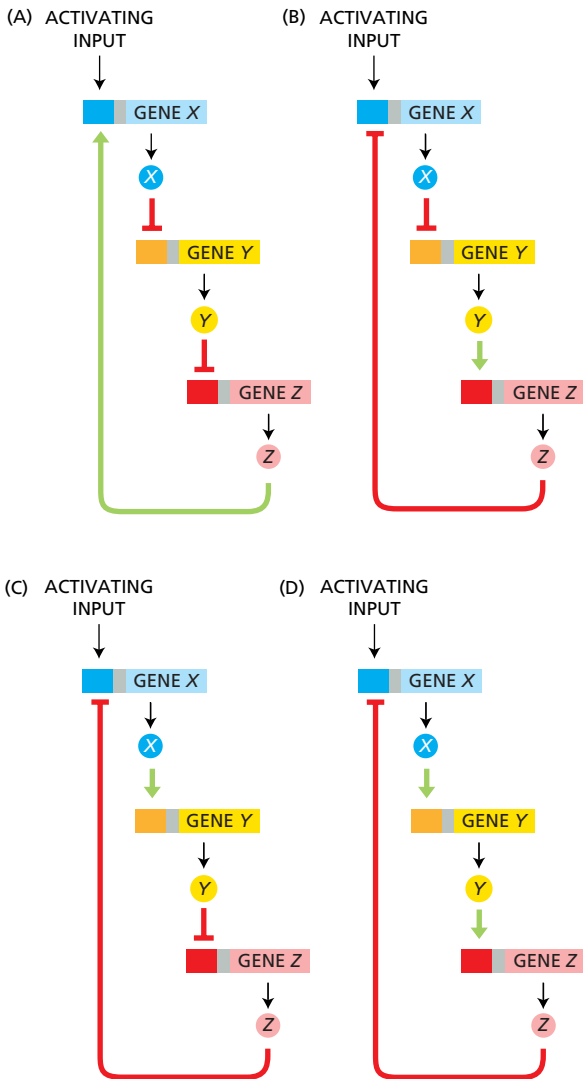 (A) ACTIVATING
INPUT
GENE X
X
GENE Y
Y
GENE Z
Z
(B) ACTIVATING
INPUT
GENE X
X
GENE Y
Y
GENE Z
Z
(C) ACTIVATING
INPUT
GENE X
X
GENE Y
Y
GENE Z
Z
(D) ACTIVATING
INPUT
GENE X
X
GENE Y
Y
GENE Z
Z